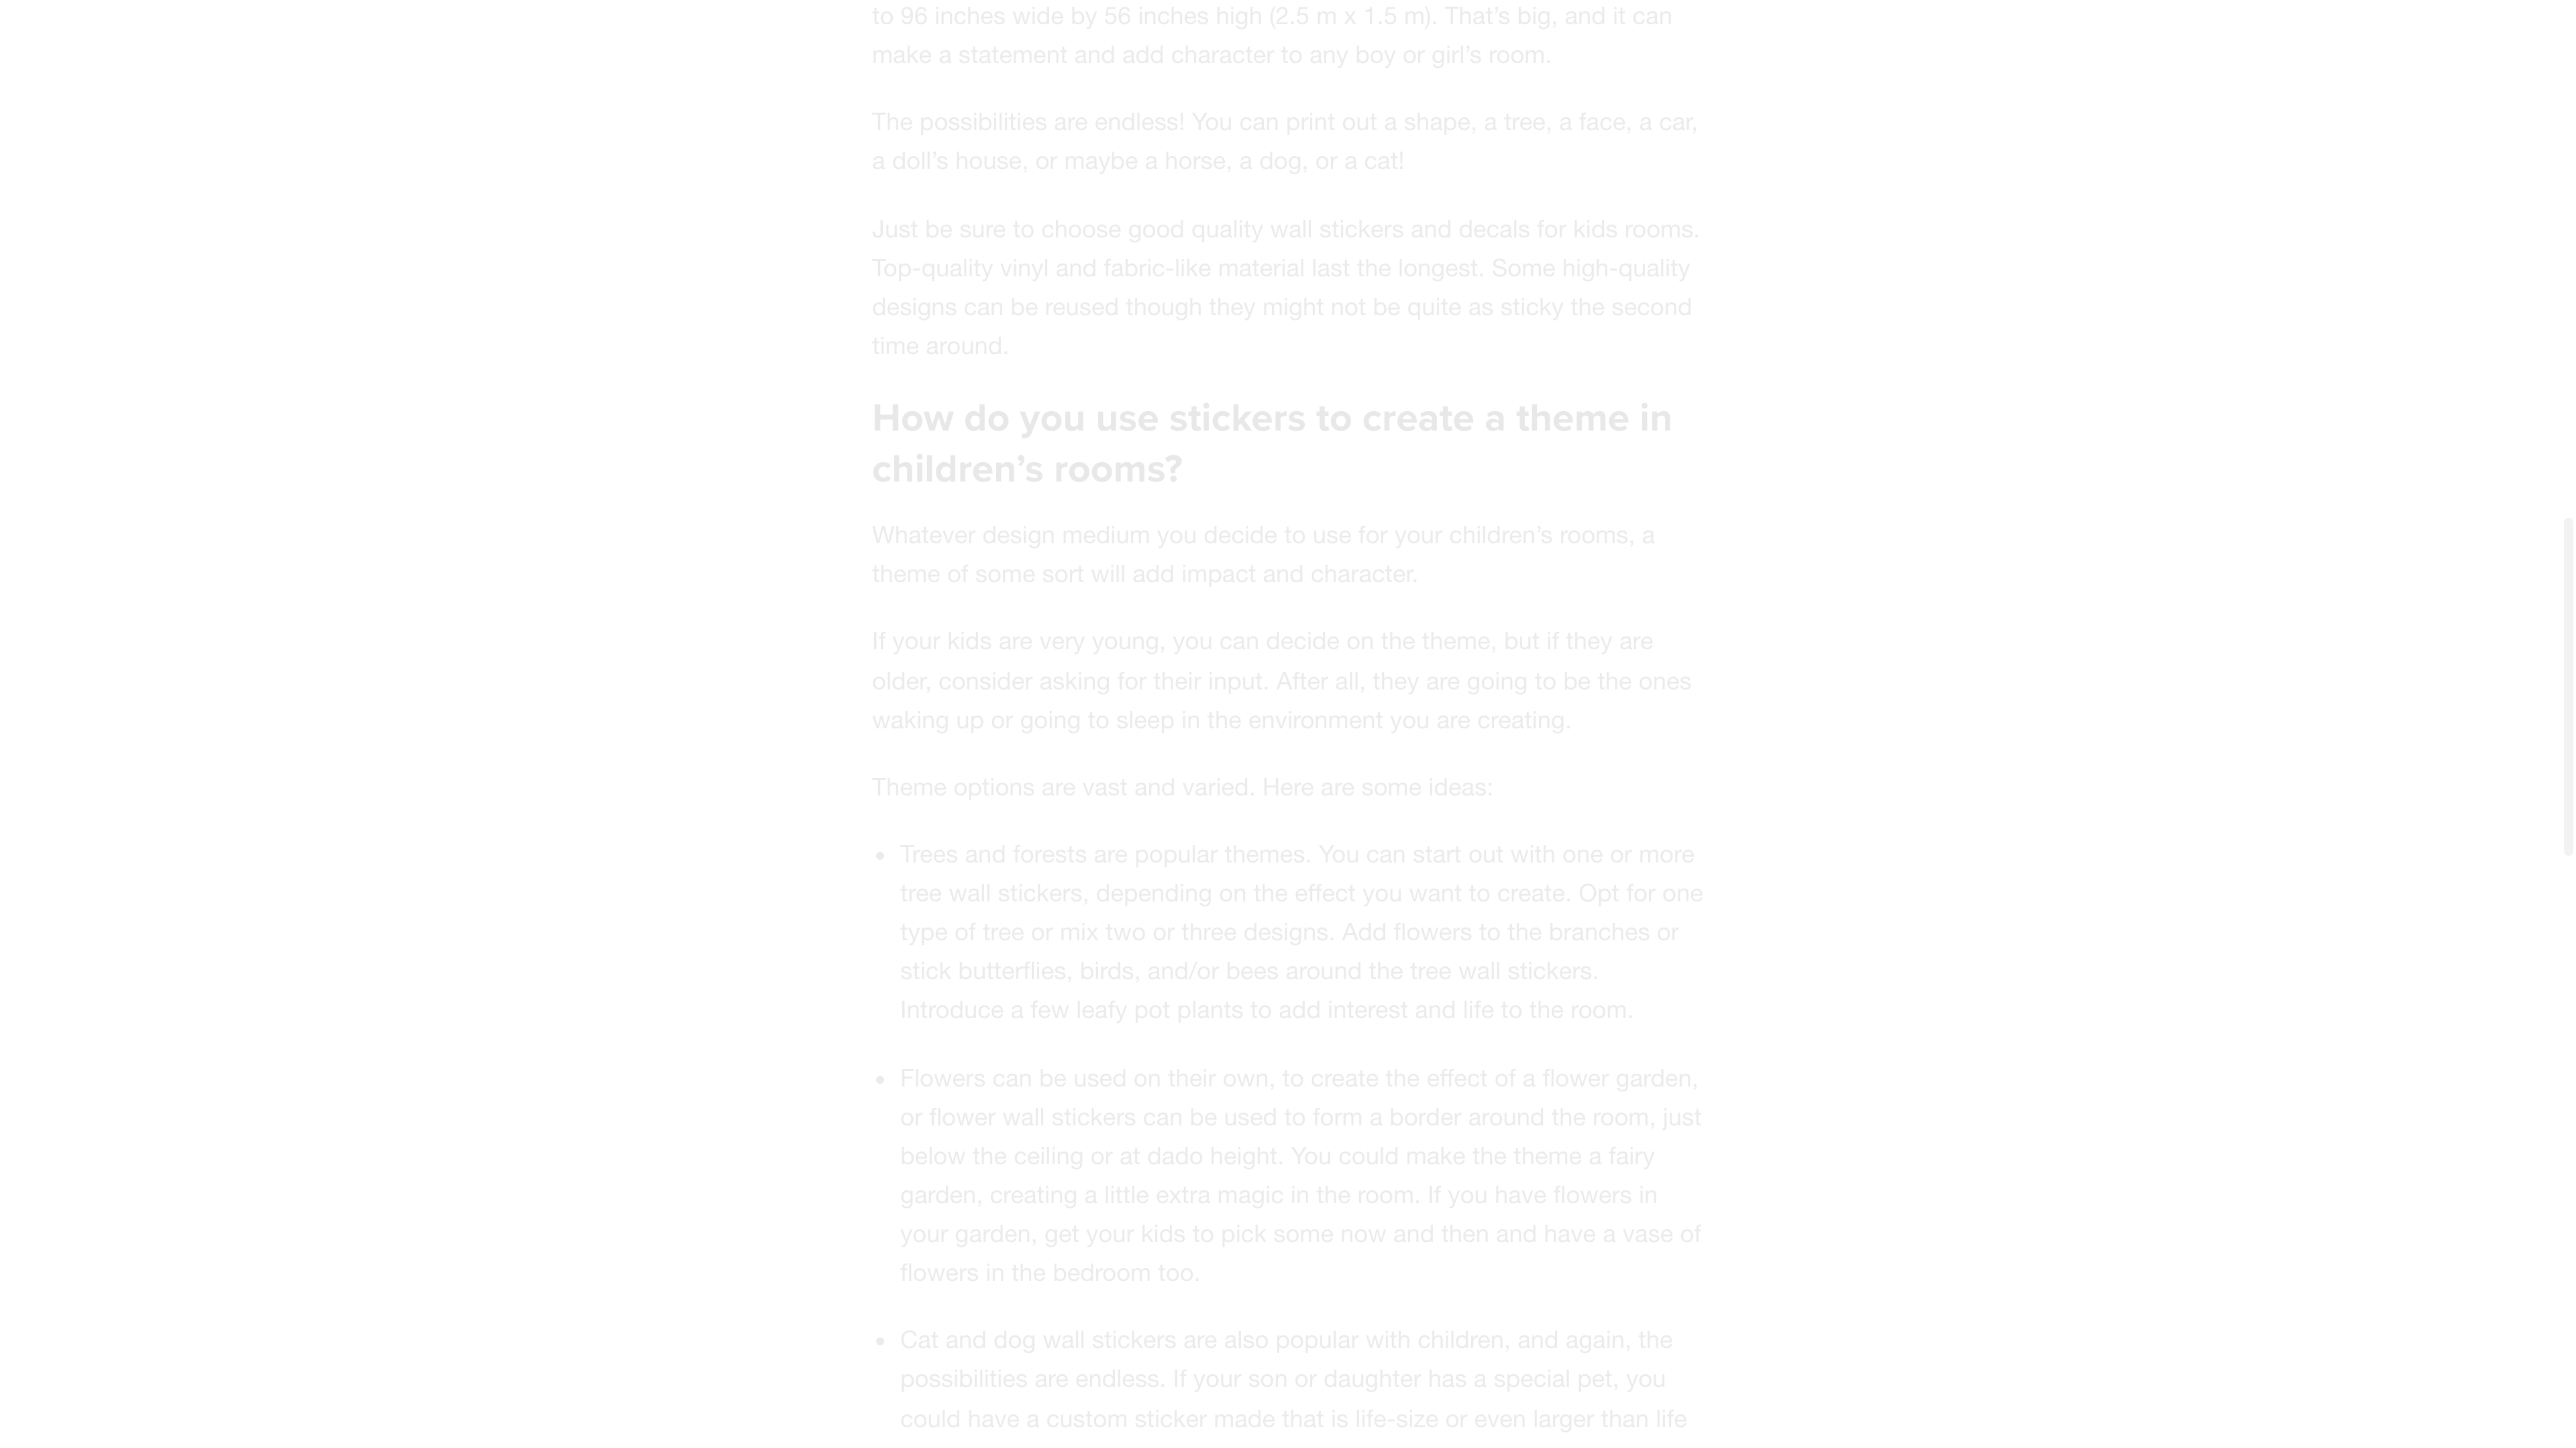 to 96 inches wide by 56 inches high (2.5 m x 1.5 m). That’s big, and it can
make a statement and add character to any boy or girl’s room.
The possibilities are endless! You can print out a shape, a tree, a face, a car,
a doll’s house, or maybe a horse, a dog, or a cat!
Just be sure to choose good quality wall stickers and decals for kids rooms.
Top-quality vinyl and fabric-like material last the longest. Some high-quality
designs can be reused though they might not be quite as sticky the second
time around.
How do you use stickers to create a theme in
children’s rooms?
Whatever design medium you decide to use for your children’s rooms, a
theme of some sort will add impact and character.
If your kids are very young, you can decide on the theme, but if they are
older, consider asking for their input. After all, they are going to be the ones
waking up or going to sleep in the environment you are creating.
Theme options are vast and varied. Here are some ideas:
• Trees and forests are popular themes. You can start out with one or more
tree wall stickers, depending on the effect you want to create. Opt for one
type of tree or mix two or three designs. Add flowers to the branches or
stick butterflies, birds, and/or bees around the tree wall stickers.
Introduce a few leafy pot plants to add interest and life to the room.
• Flowers can be used on their own, to create the effect of a flower garden,
or flower wall stickers can be used to form a border around the room, just
below the ceiling or at dado height. You could make the theme a fairy
garden, creating a little extra magic in the room. If you have flowers in
your garden, get your kids to pick some now and then and have a vase of
flowers in the bedroom too.
• Cat and dog wall stickers are also popular with children, and again, the
possibilities are endless. If your son or daughter has a special pet, you
could have a custom sticker made that is life-size or even larger than life